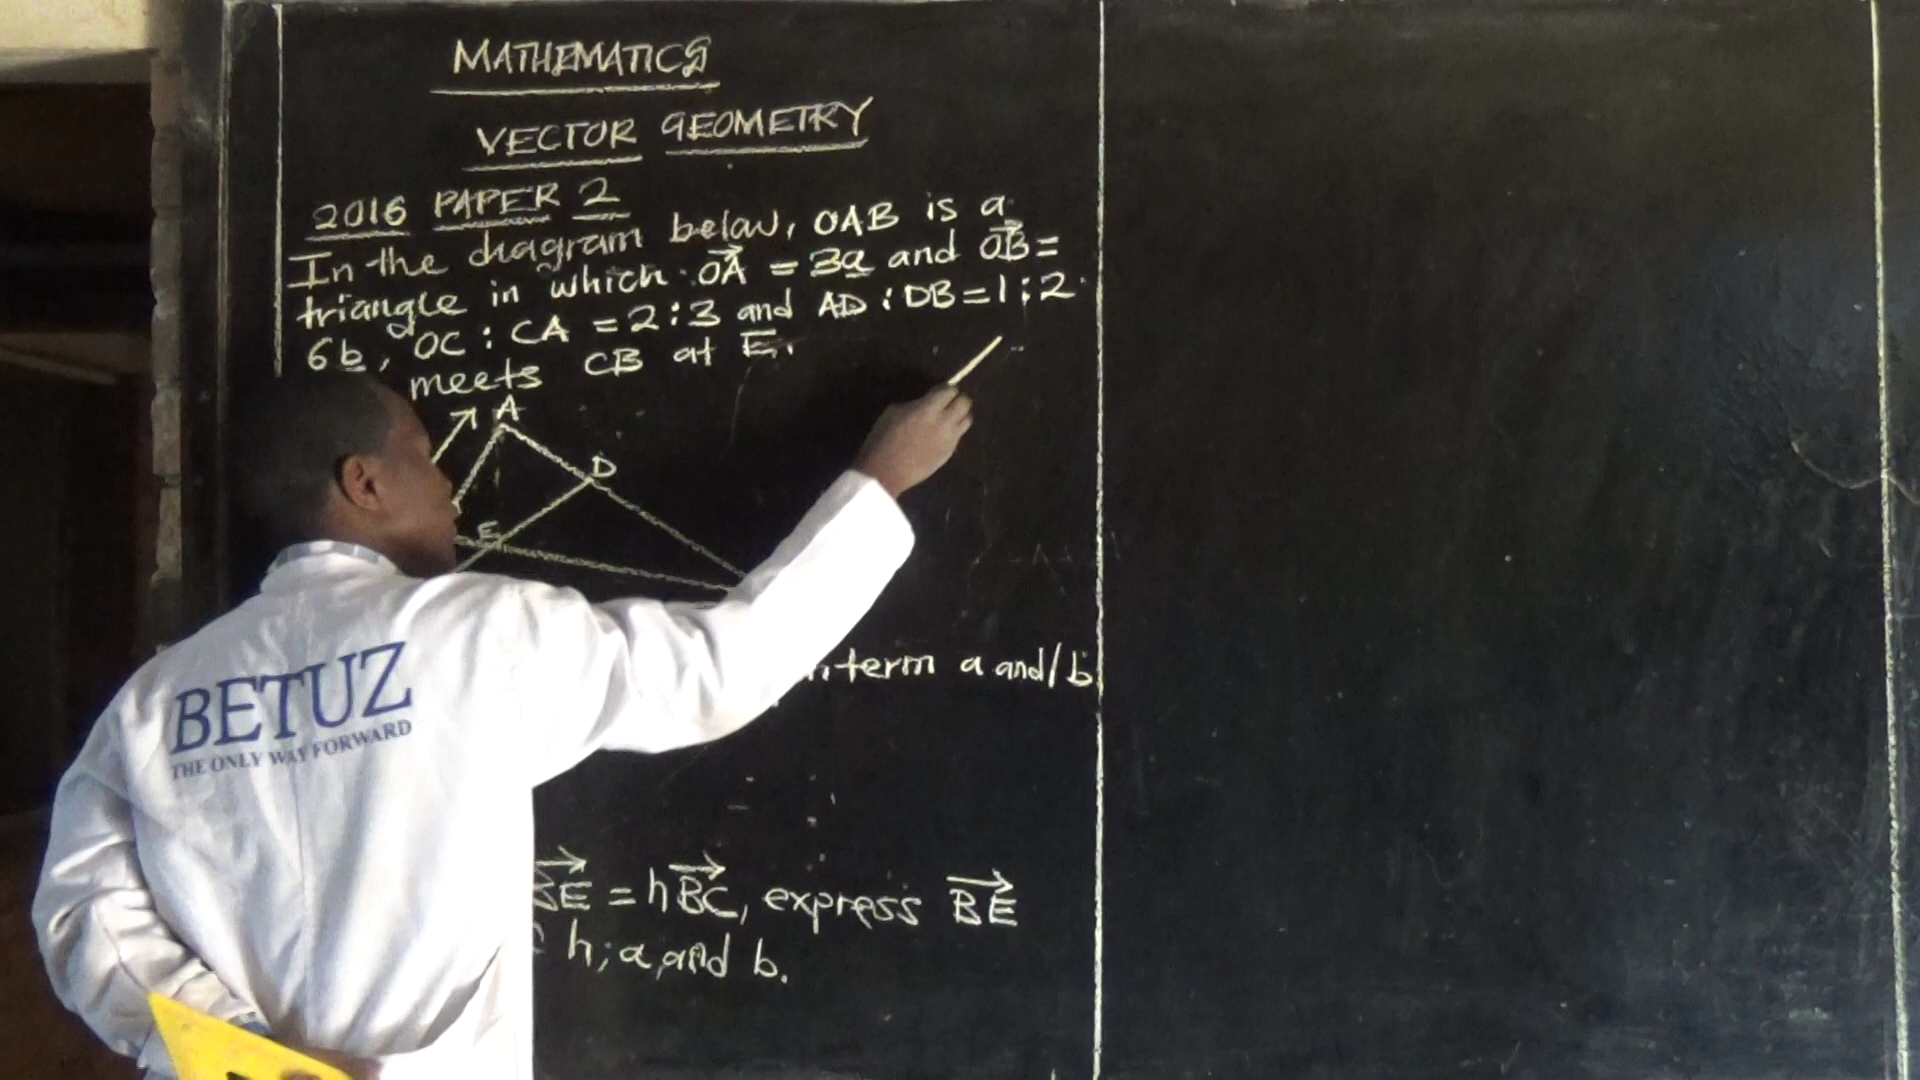 MATHEMATICS
VECTOR GEOMETRY
2016 PAPER 2
In the diagram below, OAB is a
triangle in which OA = 3a and OB =
6b, OC : CA = 2:3 and AD : DB = 1:2.
meets CB at E.
A
D
E
term a and/b
BE = hBC, express BE
h, a, and b.
BETUZ
THE ONLY WAY FORWARD